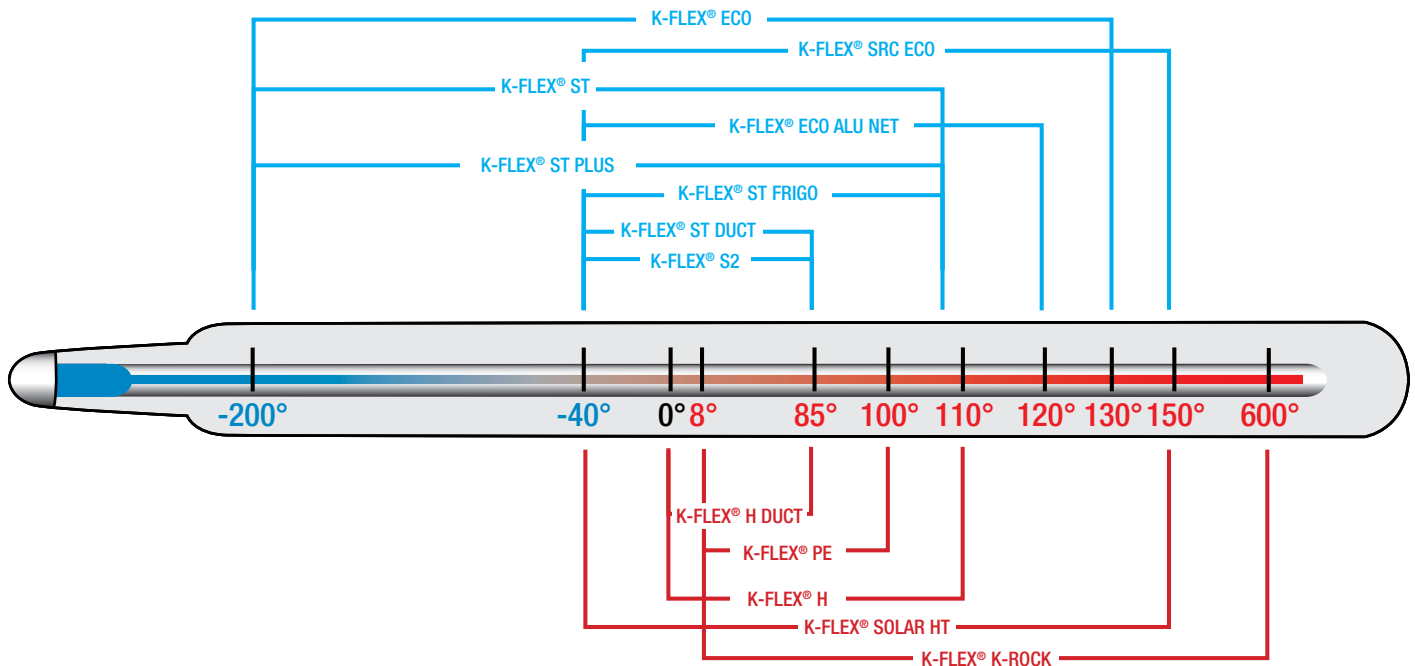 K-FLEX® ECO
K-FLEX® SRC ECO
K-FLEX® ST
K-FLEX® ECO ALU NET
K-FLEX® ST PLUS
K-FLEX® ST FRIGO
K-FLEX® ST DUCT
K-FLEX® S2
-200° -40° 0° 8° 85° 100° 110° 120° 130° 150° 600°
K-FLEX® H DUCT
K-FLEX® PE
K-FLEX® H
K-FLEX® SOLAR HT
K-FLEX® K-ROCK